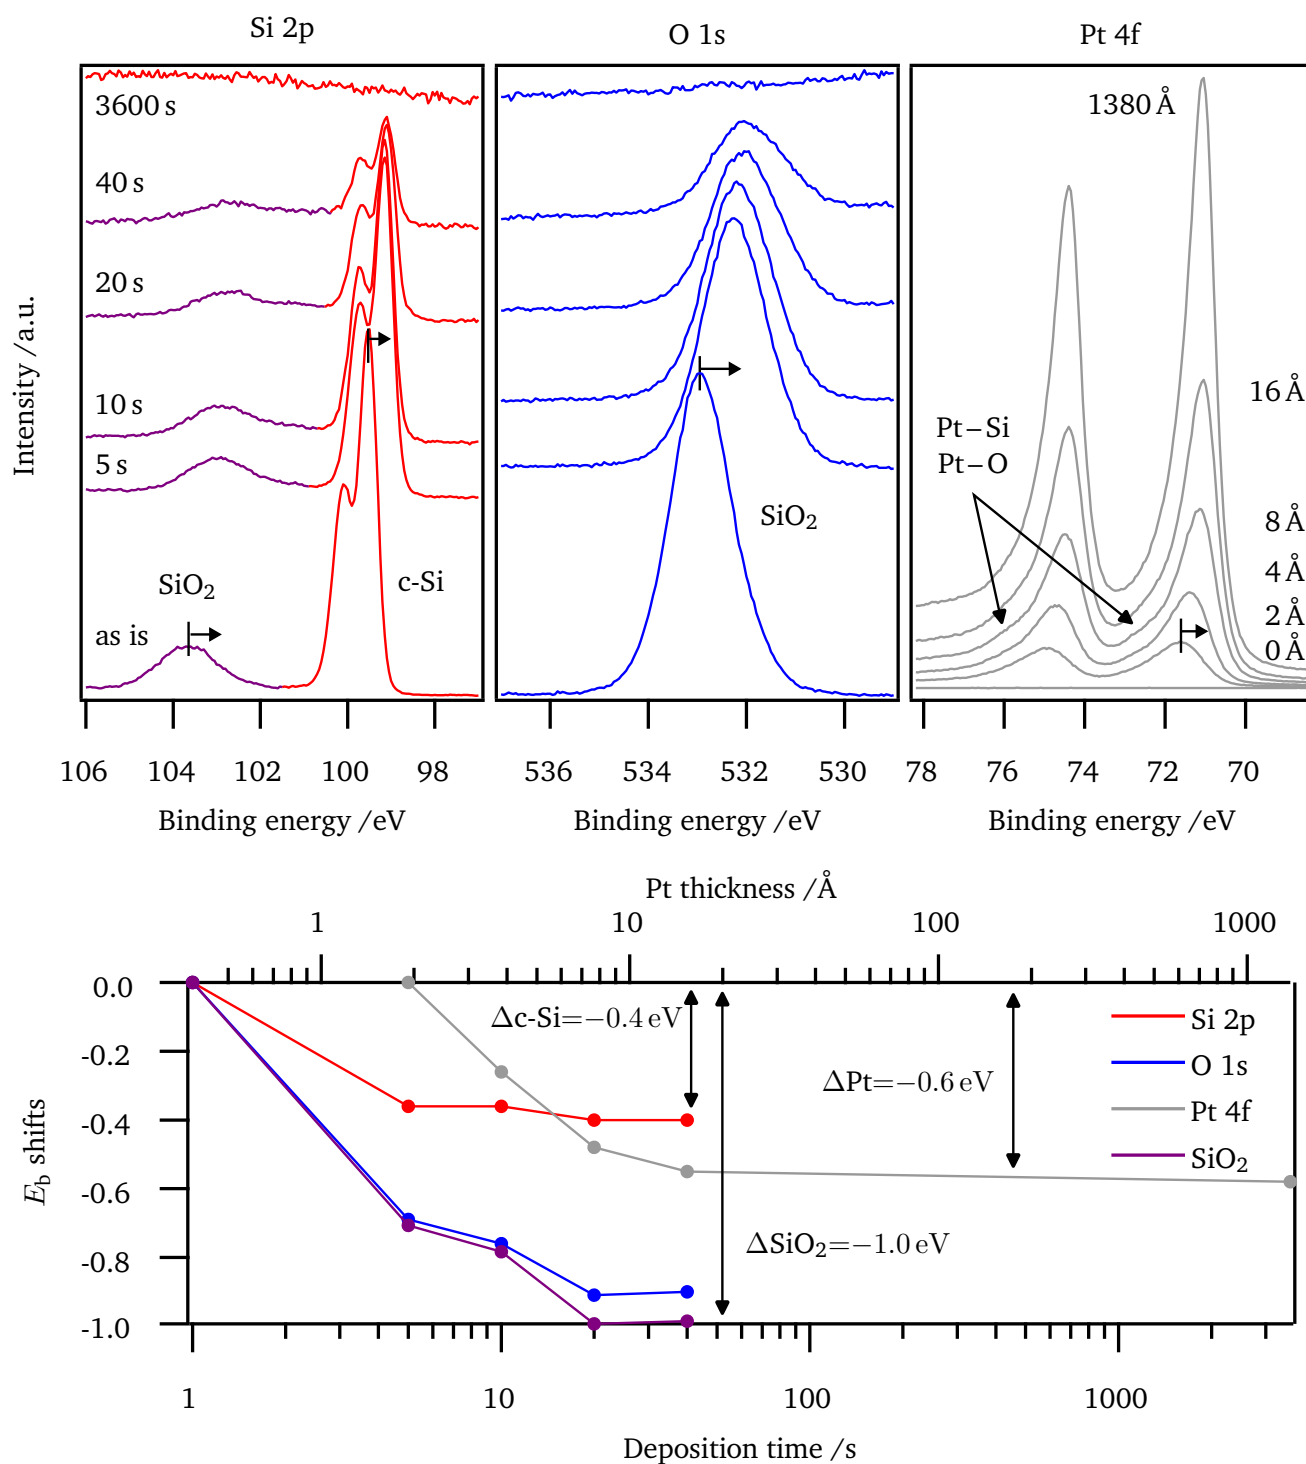 Si 2p
O 1s
Pt 4f
Intensity /a.u.
3600 s
40 s
20 s
10 s
5 s
as is
SiO₂
c-Si
SiO₂
1380 Å
16 Å
8 Å
4 Å
2 Å
0 Å
Pt–Si
Pt–O
106 104 102 100 98
536 534 532 530
78 76 74 72 70
Binding energy /eV
Binding energy /eV
Binding energy /eV
Pt thickness /Å
1 10 100 1000
E_b shifts
0.0
-0.2
-0.4
-0.6
-0.8
-1.0
Δc-Si=−0.4 eV
ΔPt=−0.6 eV
ΔSiO₂=−1.0 eV
Si 2p
O 1s
Pt 4f
SiO₂
1 10 100 1000
Deposition time /s